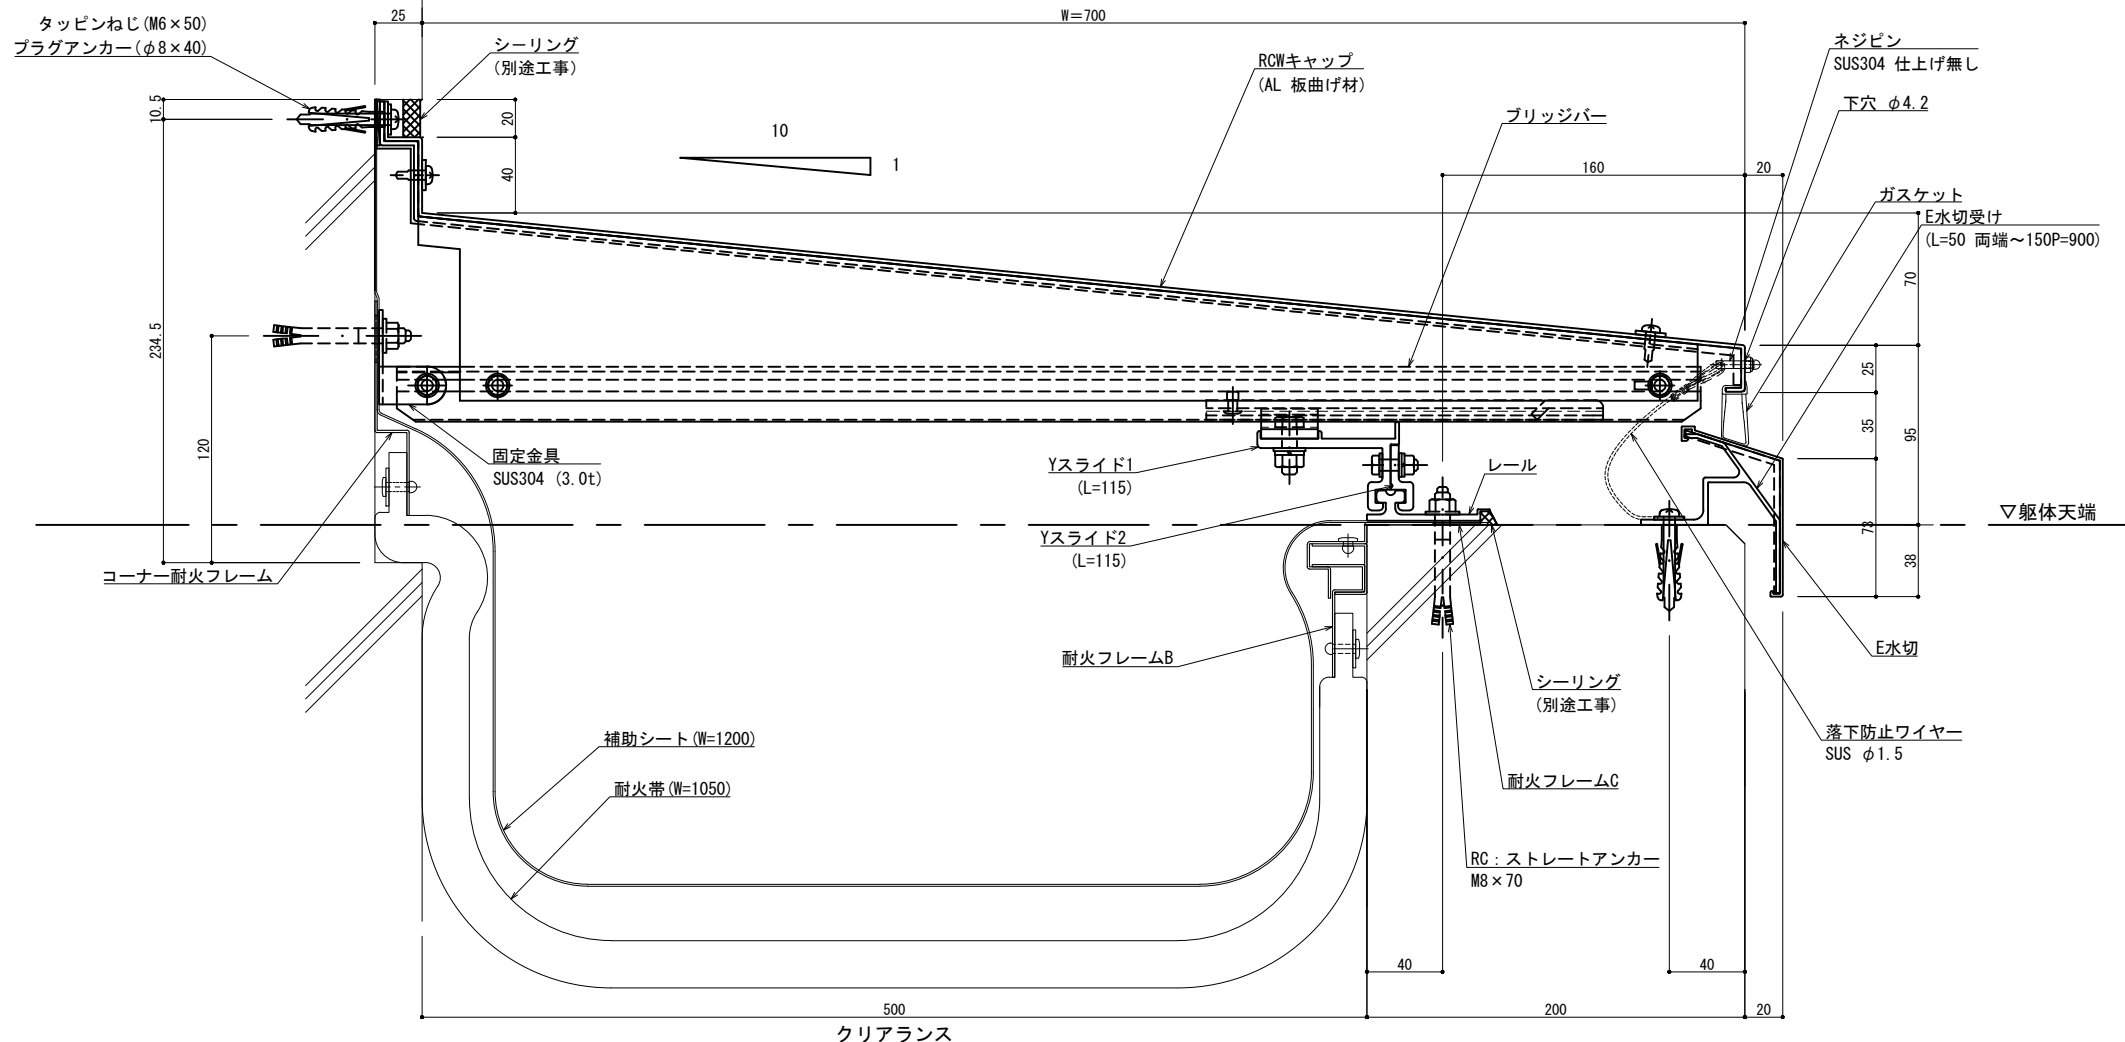 25
W=700
タッピンねじ(M6×50)
プラグアンカー(φ8×40)
シーリング
(別途工事)
RCWキャップ
(AL 板曲げ材)
ネジピン
SUS304 仕上げ無し
下穴 φ4.2
ブリッジバー
10.5
20
10
1
40
160
20
ガスケット
E水切受け
(L=50 両端～150P=900)
70
234.5
120
25
35
95
73
38
固定金具
SUS304 (3.0t)
Yスライド1
(L=115)
レール
▽躯体天端
Yスライド2
(L=115)
コーナー耐火フレーム
耐火フレームB
E水切
シーリング
(別途工事)
補助シート(W=1200)
落下防止ワイヤー
SUS φ1.5
耐火帯(W=1050)
耐火フレームC
RC：ストレートアンカー
M8×70
40
40
500
200
20
クリアランス